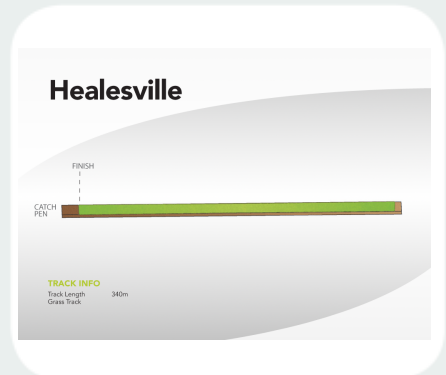 Healesville
FINISH
CATCH
PEN
TRACK INFO
Track Length 340m
Grass Track